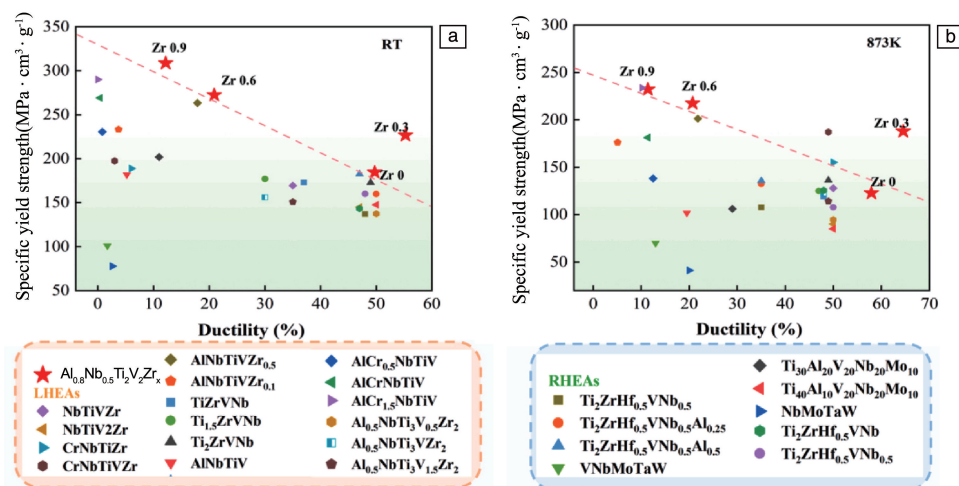 350
300
250
200
150
100
50
Specific yield strength(MPa · cm³ · g⁻¹)
RT
a
Zr 0.9
Zr 0.6
Zr 0.3
Zr 0
0 10 20 30 40 50 60
Ductility (%)
300
250
200
150
100
50
Specific yield strength(MPa · cm³ · g⁻¹)
873K
b
Zr 0.9
Zr 0.6
Zr 0.3
Zr 0
0 10 20 30 40 50 60 70
Ductility (%)
Al₀.₈Nb₀.₅Ti₂V₂Zrₓ
LHEAs
NbTiVZr
NbTiV2Zr
CrNbTiZr
CrNbTiVZr
AlNbTiVZr₀.₅
AlNbTiVZr₀.₁
TiZrVNb
Ti₁.₅ZrVNb
Ti₂ZrVNb
AlNbTiV
AlCr₀.₅NbTiV
AlCrNbTiV
AlCr₁.₅NbTiV
Al₀.₅NbTi₃V₀.₅Zr₂
Al₀.₅NbTi₃VZr₂
Al₀.₅NbTi₃V₁.₅Zr₂
RHEAs
Ti₂ZrHf₀.₅VNb₀.₅
Ti₂ZrHf₀.₅VNb₀.₅Al₀.₂₅
Ti₂ZrHf₀.₅VNb₀.₅Al₀.₅
VNbMoTaW
Ti₃₀Al₂₀V₂₀Nb₂₀Mo₁₀
Ti₄₀Al₁₀V₂₀Nb₂₀Mo₁₀
NbMoTaW
Ti₂ZrHf₀.₅VNb
Ti₂ZrHf₀.₅VNb₀.₅